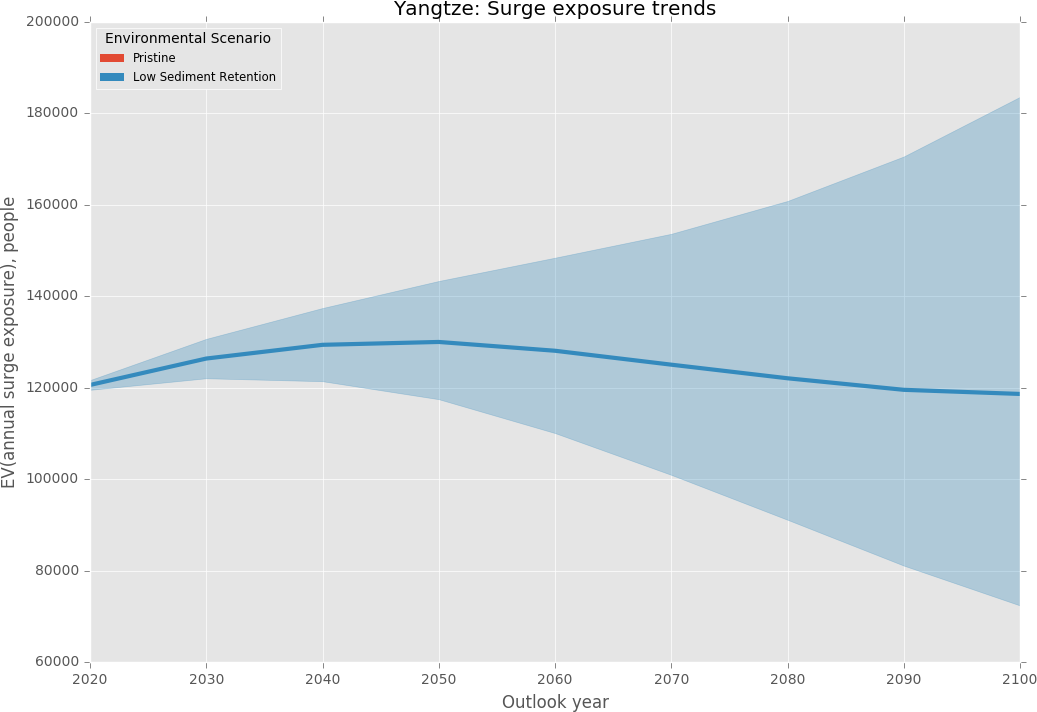 Yangtze: Surge exposure trends
200000
180000
160000
140000
120000
100000
80000
60000
EV(annual surge exposure), people
Environmental Scenario
Pristine
Low Sediment Retention
2020 2030 2040 2050 2060 2070 2080 2090 2100
Outlook year